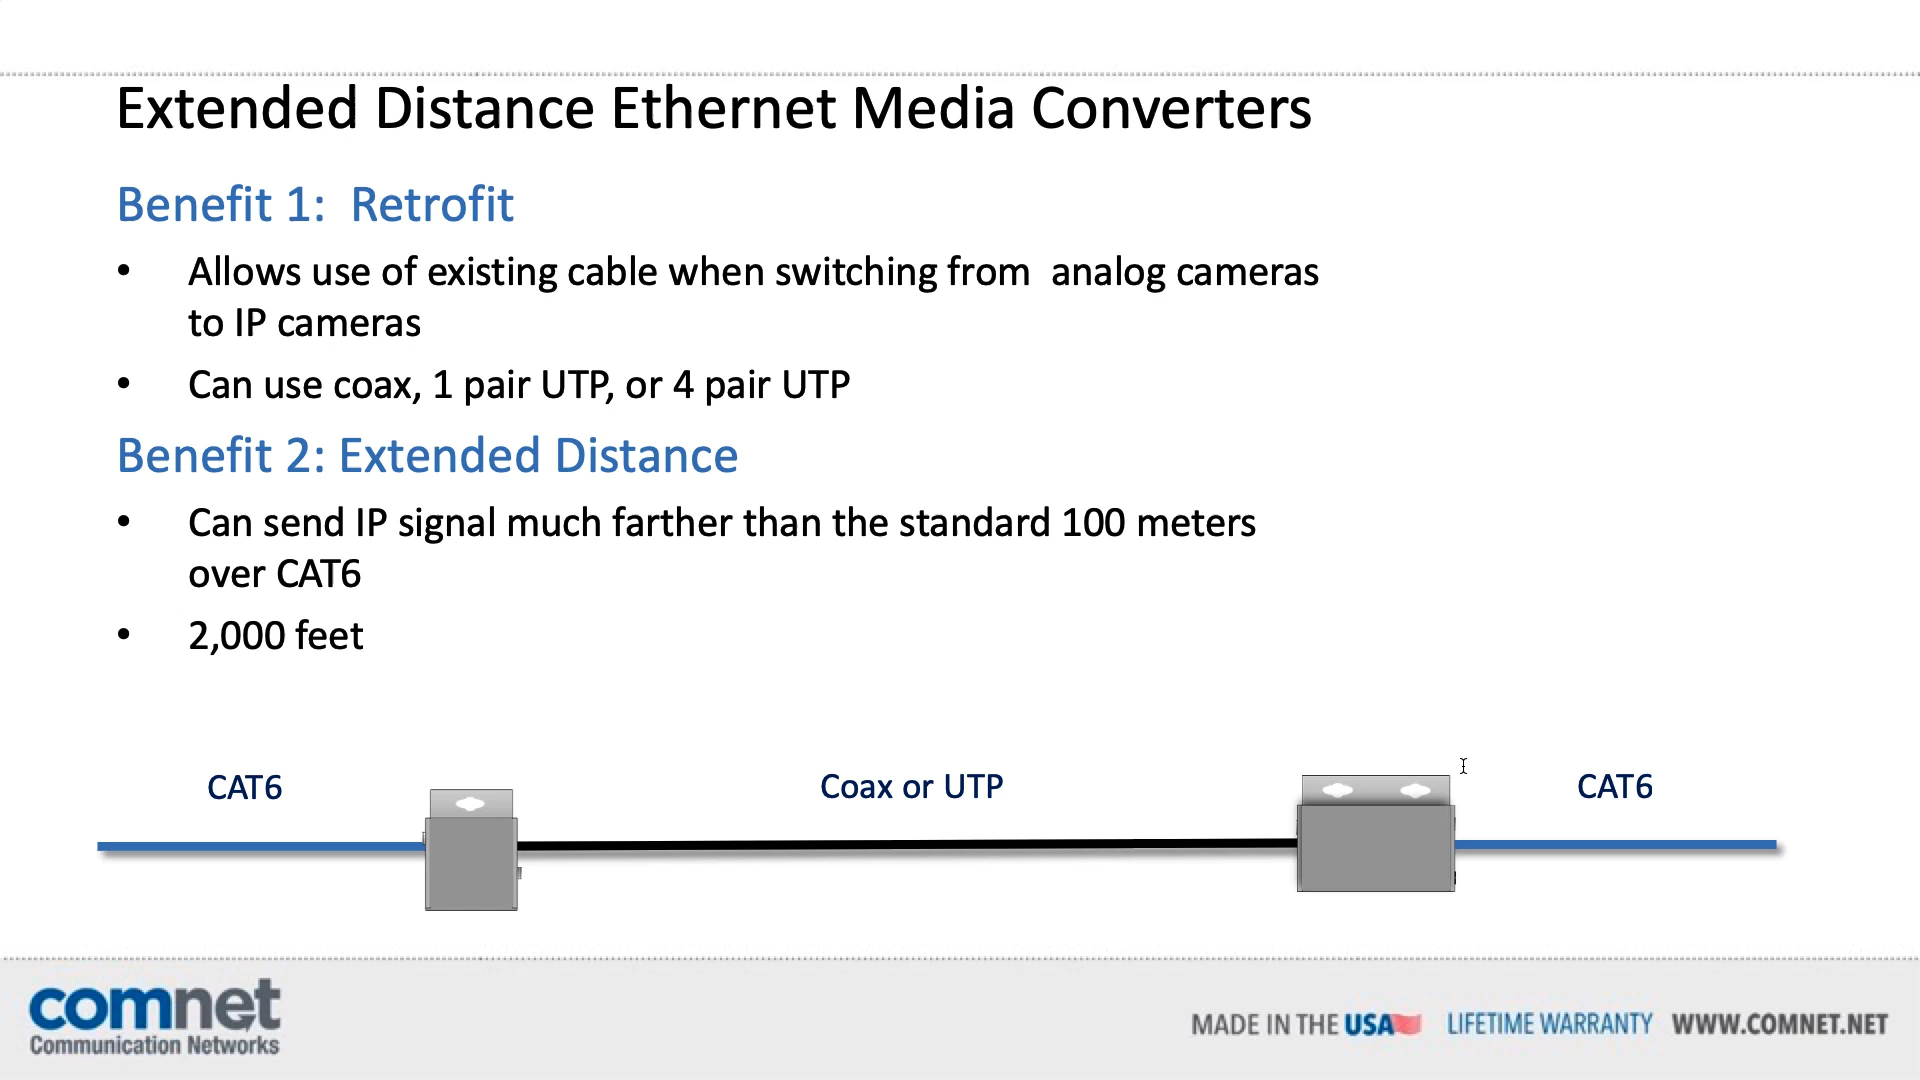 Extended Distance Ethernet Media Converters
Benefit 1:  Retrofit
• Allows use of existing cable when switching from  analog cameras
to IP cameras
• Can use coax, 1 pair UTP, or 4 pair UTP
Benefit 2: Extended Distance
• Can send IP signal much farther than the standard 100 meters
over CAT6
• 2,000 feet
CAT6
Coax or UTP
CAT6
comnet
Communication Networks
MADE IN THE USA
LIFETIME WARRANTY
WWW.COMNET.NET